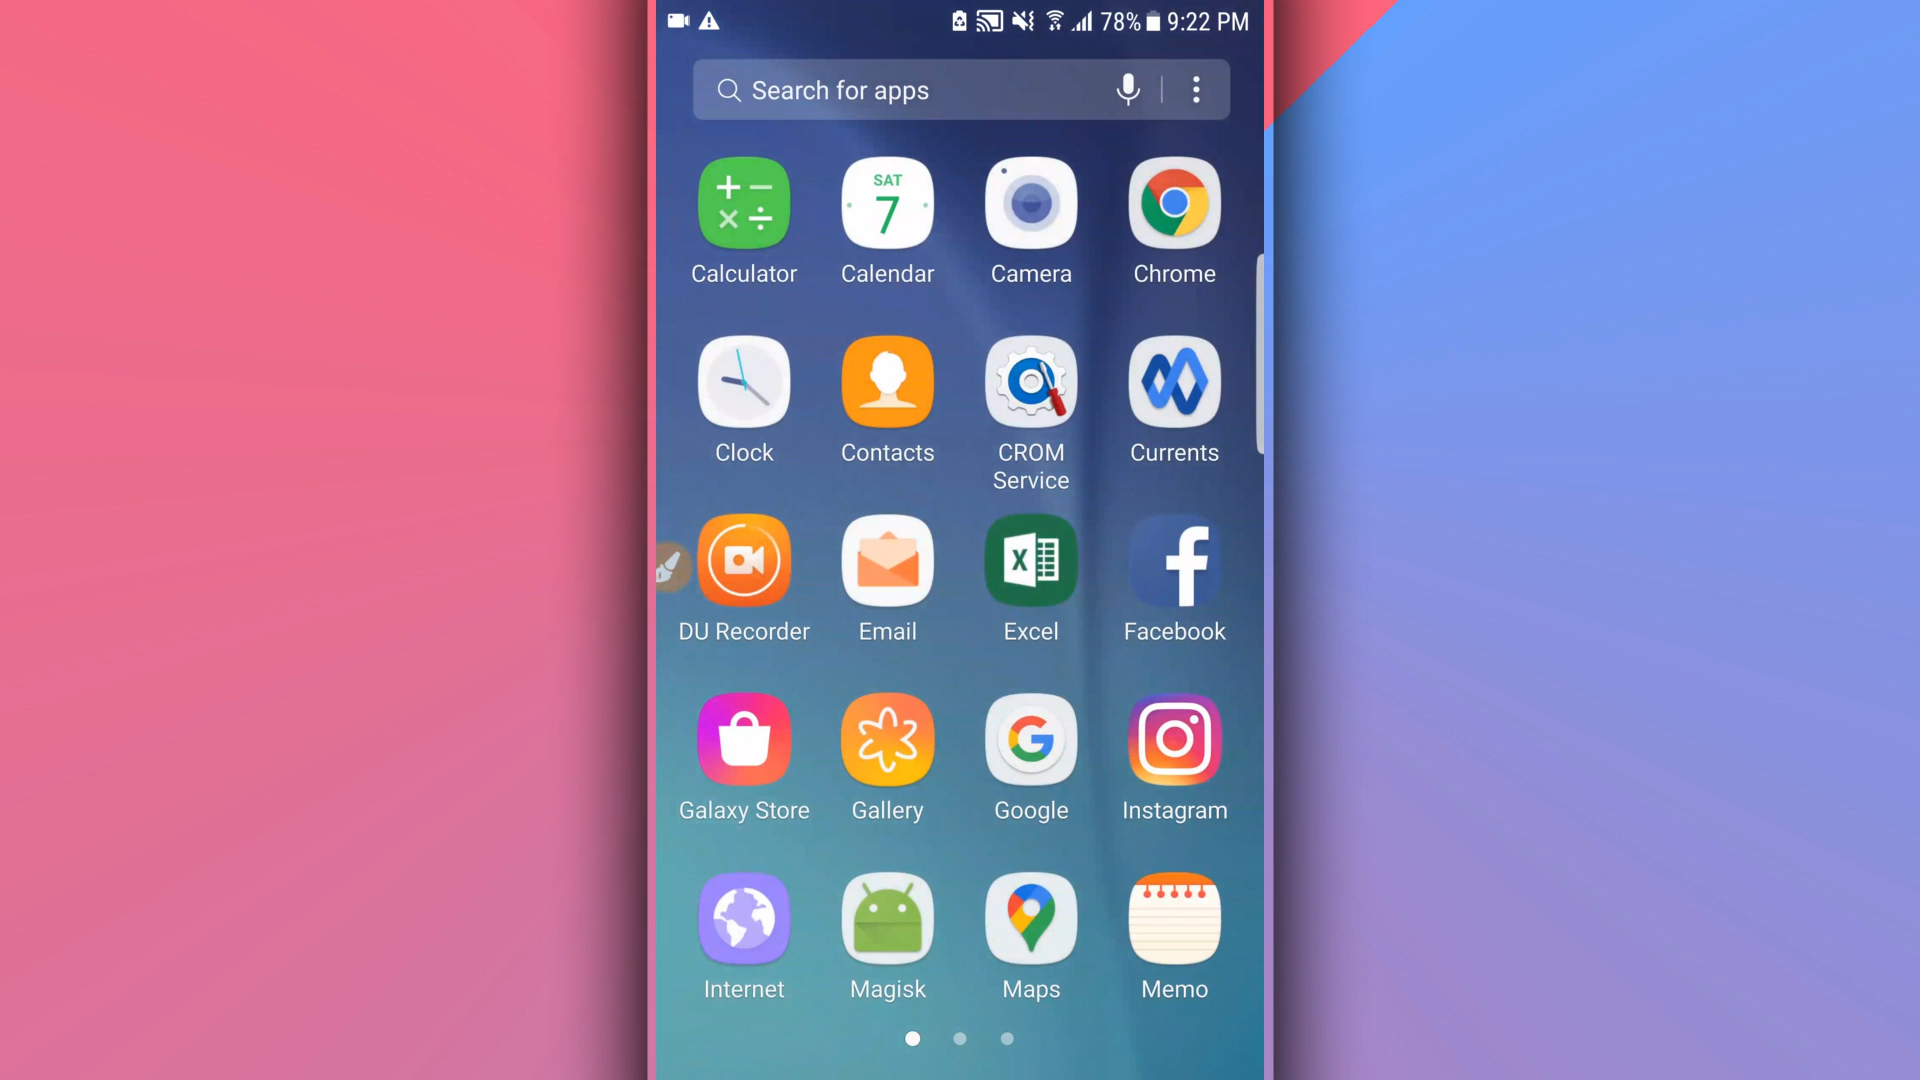 78% 9:22 PM
Search for apps
SAT
7
Calculator Calendar Camera Chrome
Clock Contacts CROM Service Currents
X
DU Recorder Email Excel Facebook
Galaxy Store Gallery Google Instagram
Internet Magisk Maps Memo